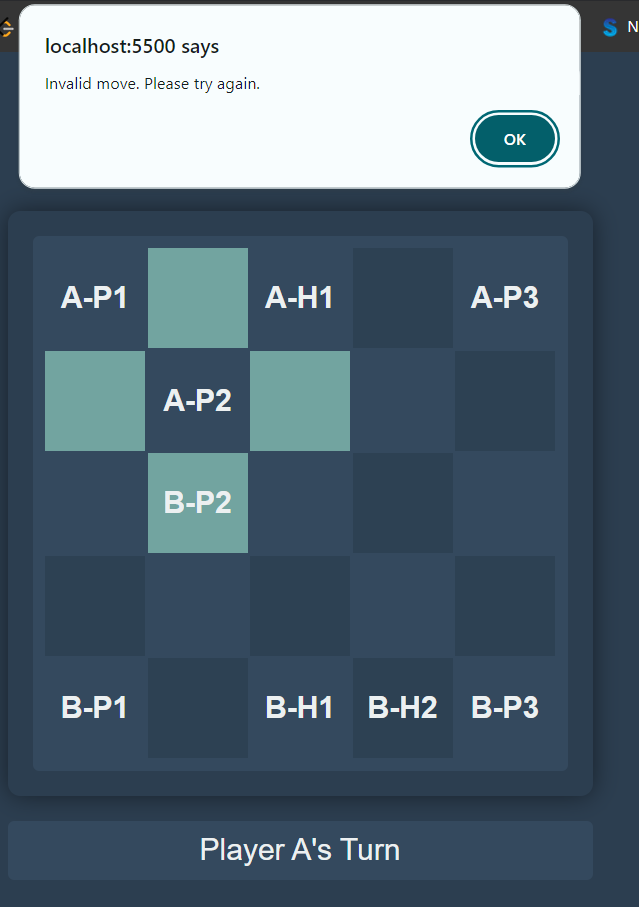 localhost:5500 says
N
Invalid move. Please try again.
OK
A-P1 A-H1 A-P3
A-P2
B-P2
B-P1 B-H1 B-H2 B-P3
Player A's Turn